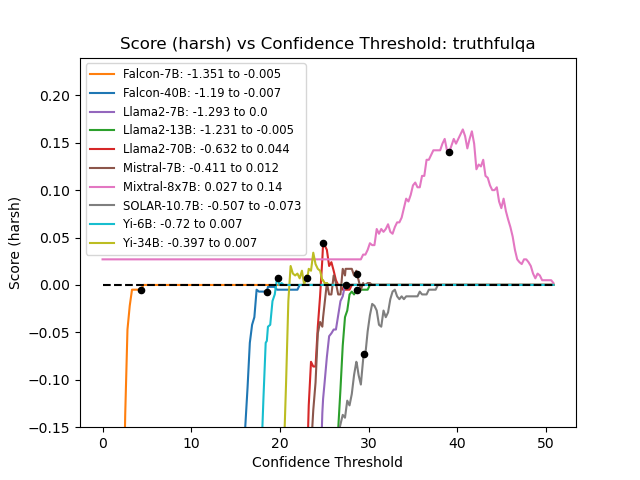 Score (harsh) vs Confidence Threshold: truthfulqa
Falcon-7B: -1.351 to -0.005
Falcon-40B: -1.19 to -0.007
Llama2-7B: -1.293 to 0.0
Llama2-13B: -1.231 to -0.005
Llama2-70B: -0.632 to 0.044
Mistral-7B: -0.411 to 0.012
Mixtral-8x7B: 0.027 to 0.14
SOLAR-10.7B: -0.507 to -0.073
Yi-6B: -0.72 to 0.007
Yi-34B: -0.397 to 0.007
Score (harsh)
0.20
0.15
0.10
0.05
0.00
−0.05
−0.10
−0.15
0 10 20 30 40 50
Confidence Threshold